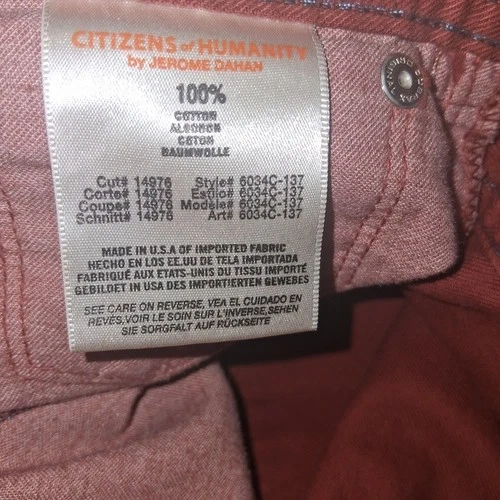 CITIZENS of HUMANITY
by JEROME DAHAN
100%
COTTON
ALGODON
COTON
BAUMWOLLE
Cut# 14976 Style# 6034C-137
Corte# 14976 Estilo# 6034C-137
Coupe# 14976 Modele# 6034C-137
Schnitt# 14976 Art# 6034C-137
MADE IN U.S.A OF IMPORTED FABRIC
HECHO EN LOS EE.UU DE TELA IMPORTADA
FABRIQUÉ AUX ETATS-UNIS DU TISSU IMPORTÉ
GEBILDET IN USA DES IMPORTIERTEN GEWEBES
SEE CARE ON REVERSE, VEA EL CUIDADO EN
REVÉS,VOIR LE SOIN SUR L'INVERSE,SEHEN
SIE SORGFALT AUF RÜCKSEITE